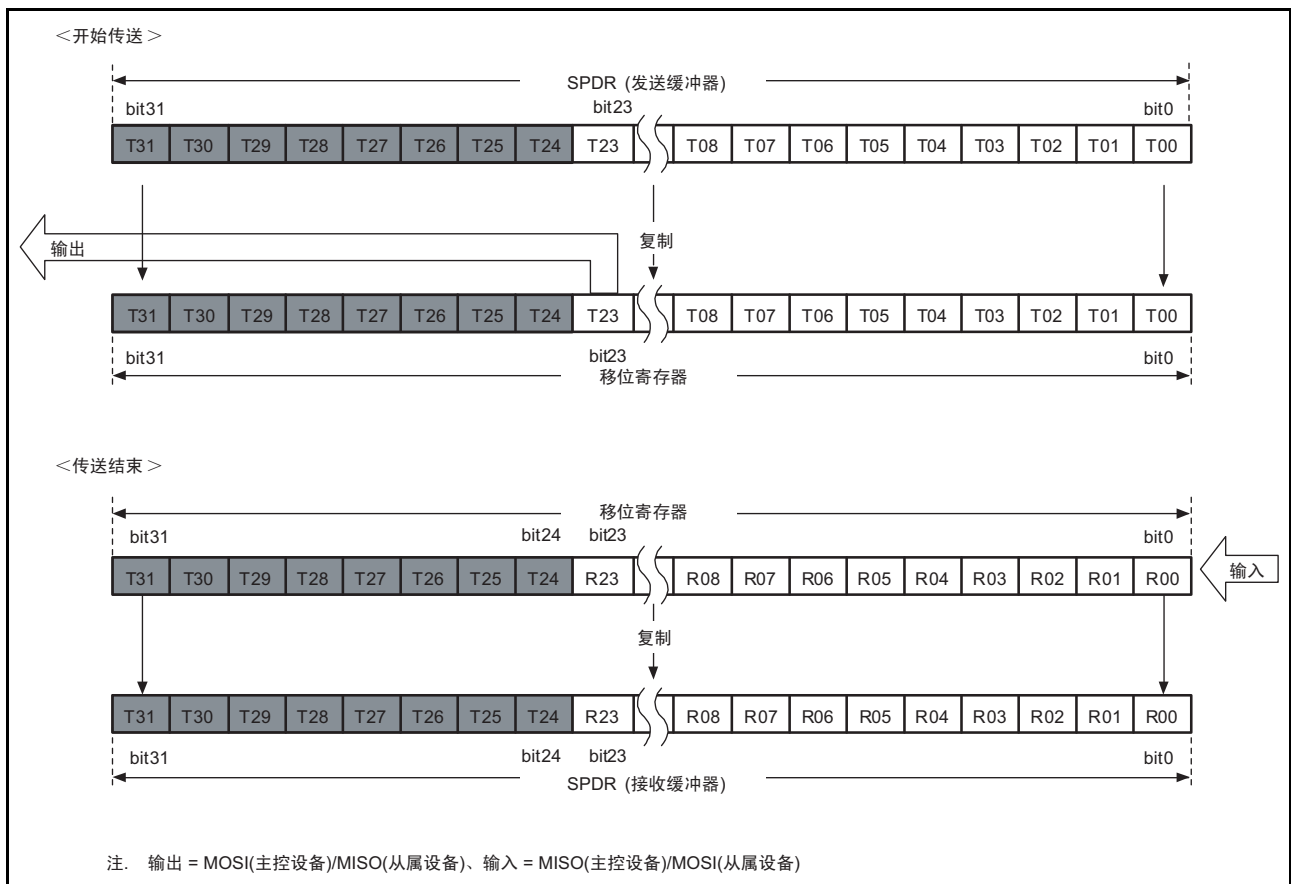 ＜开始传送＞
SPDR (发送缓冲器)
bit31 bit23 bit0
T31 T30 T29 T28 T27 T26 T25 T24 T23 T08 T07 T06 T05 T04 T03 T02 T01 T00
输出 复制
T31 T30 T29 T28 T27 T26 T25 T24 T23 T08 T07 T06 T05 T04 T03 T02 T01 T00
bit31 bit23 bit0
移位寄存器
＜传送结束＞
移位寄存器
bit31 bit24 bit23 bit0
T31 T30 T29 T28 T27 T26 T25 T24 R23 R08 R07 R06 R05 R04 R03 R02 R01 R00 输入
复制
T31 T30 T29 T28 T27 T26 T25 T24 R23 R08 R07 R06 R05 R04 R03 R02 R01 R00
bit31 bit24 bit23 bit0
SPDR (接收缓冲器)
注. 输出 = MOSI(主控设备)/MISO(从属设备)、输入 = MISO(主控设备)/MOSI(从属设备)